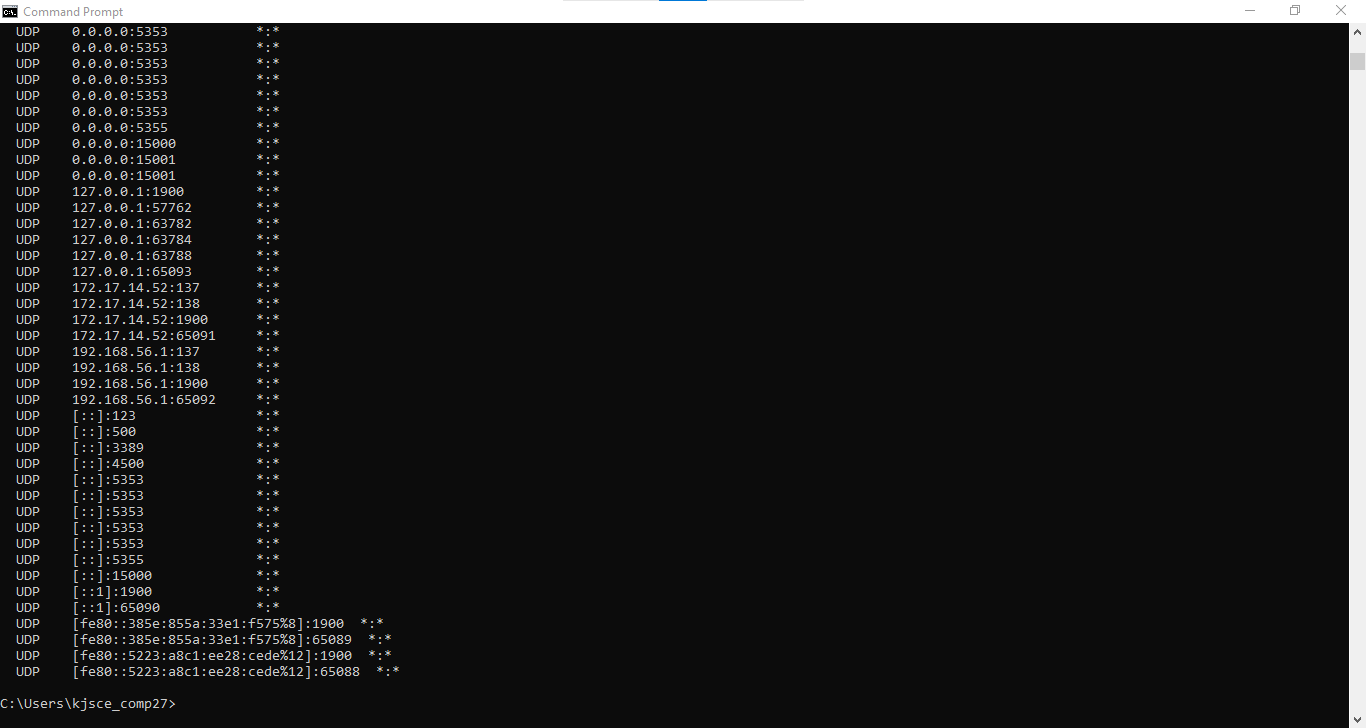 Command Prompt
UDP    0.0.0.0:5353           *:*
UDP    0.0.0.0:5353           *:*
UDP    0.0.0.0:5353           *:*
UDP    0.0.0.0:5353           *:*
UDP    0.0.0.0:5353           *:*
UDP    0.0.0.0:5353           *:*
UDP    0.0.0.0:5355           *:*
UDP    0.0.0.0:15000          *:*
UDP    0.0.0.0:15001          *:*
UDP    0.0.0.0:15001          *:*
UDP    127.0.0.1:1900         *:*
UDP    127.0.0.1:57762        *:*
UDP    127.0.0.1:63782        *:*
UDP    127.0.0.1:63784        *:*
UDP    127.0.0.1:63788        *:*
UDP    127.0.0.1:65093        *:*
UDP    172.17.14.52:137       *:*
UDP    172.17.14.52:138       *:*
UDP    172.17.14.52:1900      *:*
UDP    172.17.14.52:65091     *:*
UDP    192.168.56.1:137       *:*
UDP    192.168.56.1:138       *:*
UDP    192.168.56.1:1900      *:*
UDP    192.168.56.1:65092     *:*
UDP    [::]:123               *:*
UDP    [::]:500               *:*
UDP    [::]:3389              *:*
UDP    [::]:4500              *:*
UDP    [::]:5353              *:*
UDP    [::]:5353              *:*
UDP    [::]:5353              *:*
UDP    [::]:5353              *:*
UDP    [::]:5353              *:*
UDP    [::]:5355              *:*
UDP    [::]:15000             *:*
UDP    [::1]:1900             *:*
UDP    [::1]:65090            *:*
UDP    [fe80::385e:855a:33e1:f575%8]:1900  *:*
UDP    [fe80::385e:855a:33e1:f575%8]:65089  *:*
UDP    [fe80::5223:a8c1:ee28:cede%12]:1900  *:*
UDP    [fe80::5223:a8c1:ee28:cede%12]:65088  *:*
C:\Users\kjsce_comp27>